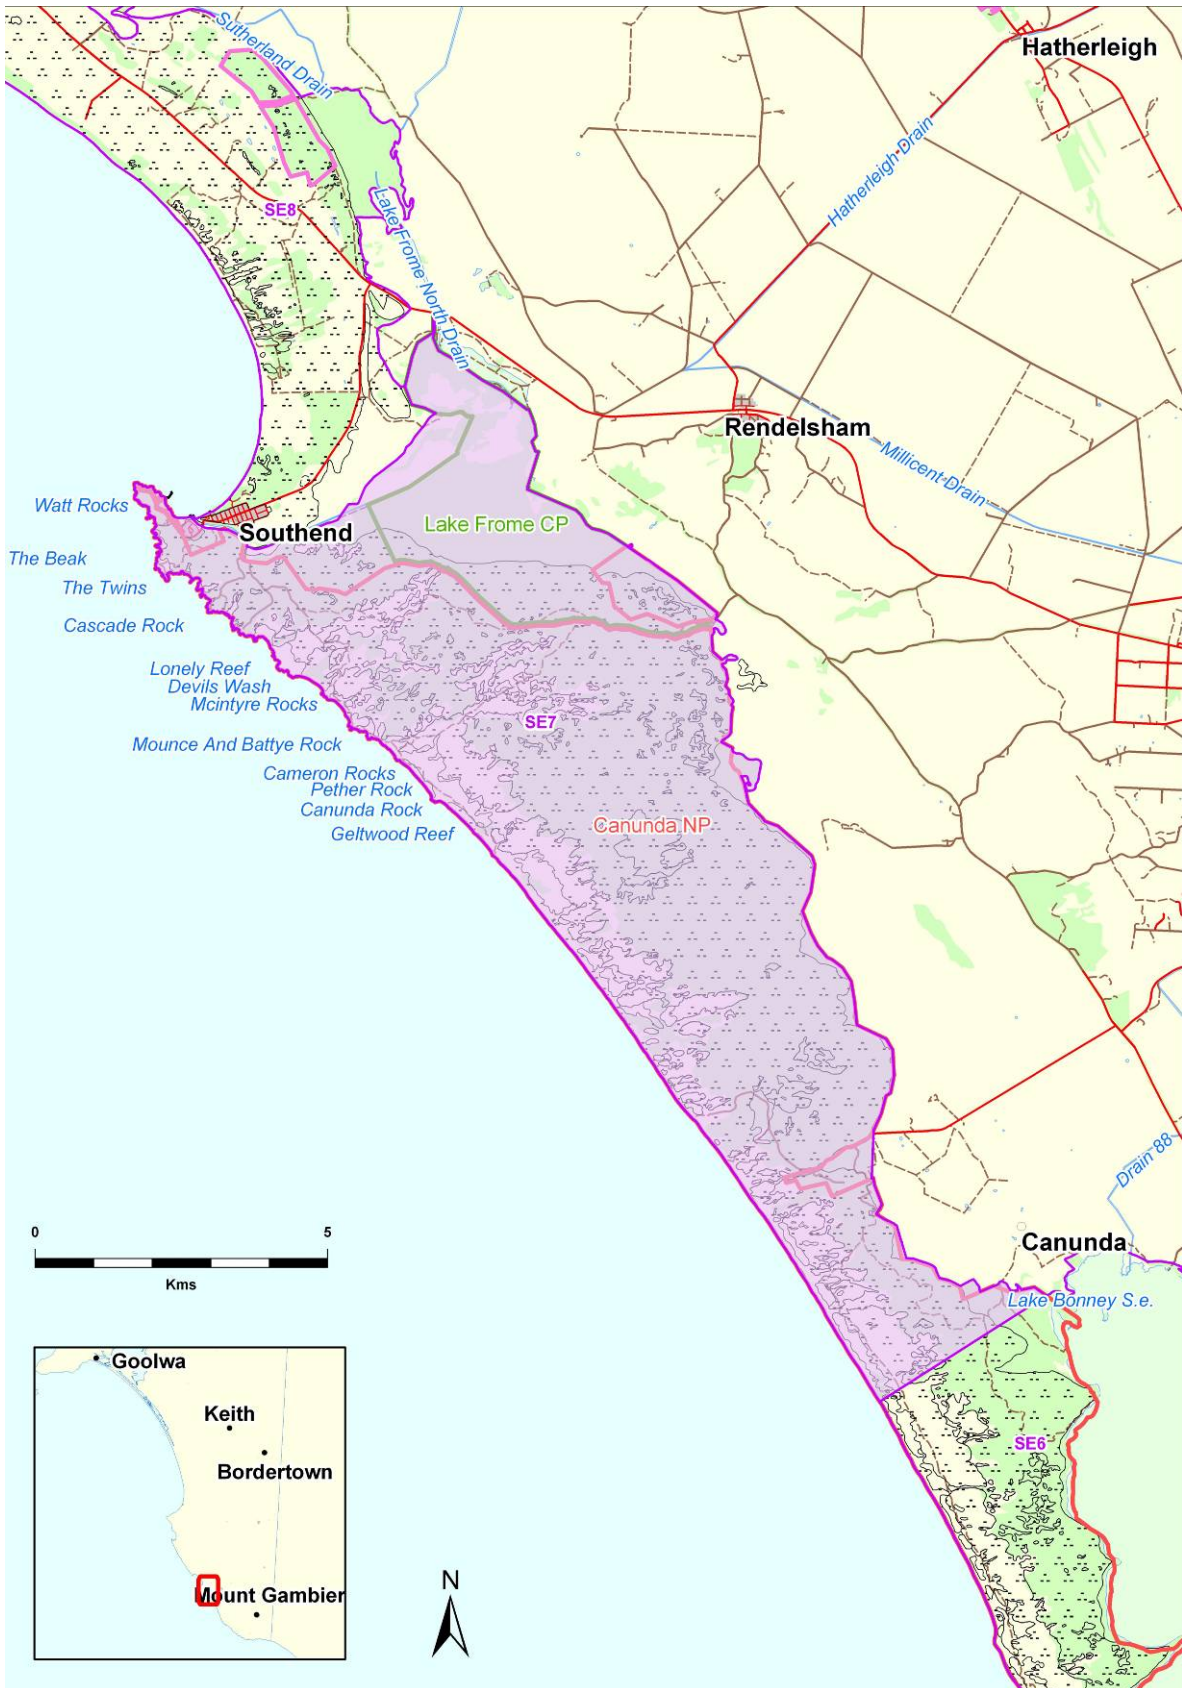 Hatherleigh
Sutherland Drain
Hatherleigh Drain
SE8
Lake Frome North Drain
Rendelsham
Millicent Drain
Watt Rocks
Southend
Lake Frome CP
The Beak
The Twins
Cascade Rock
Lonely Reef
Devils Wash
Mcintyre Rocks
SE7
Mounce And Battye Rock
Cameron Rocks
Pether Rock
Canunda Rock
Geltwood Reef
Canunda NP
Drain 88
0 5
Kms
Canunda
Lake Bonney S.e.
SE6
Goolwa
Keith
Bordertown
Mount Gambier
N